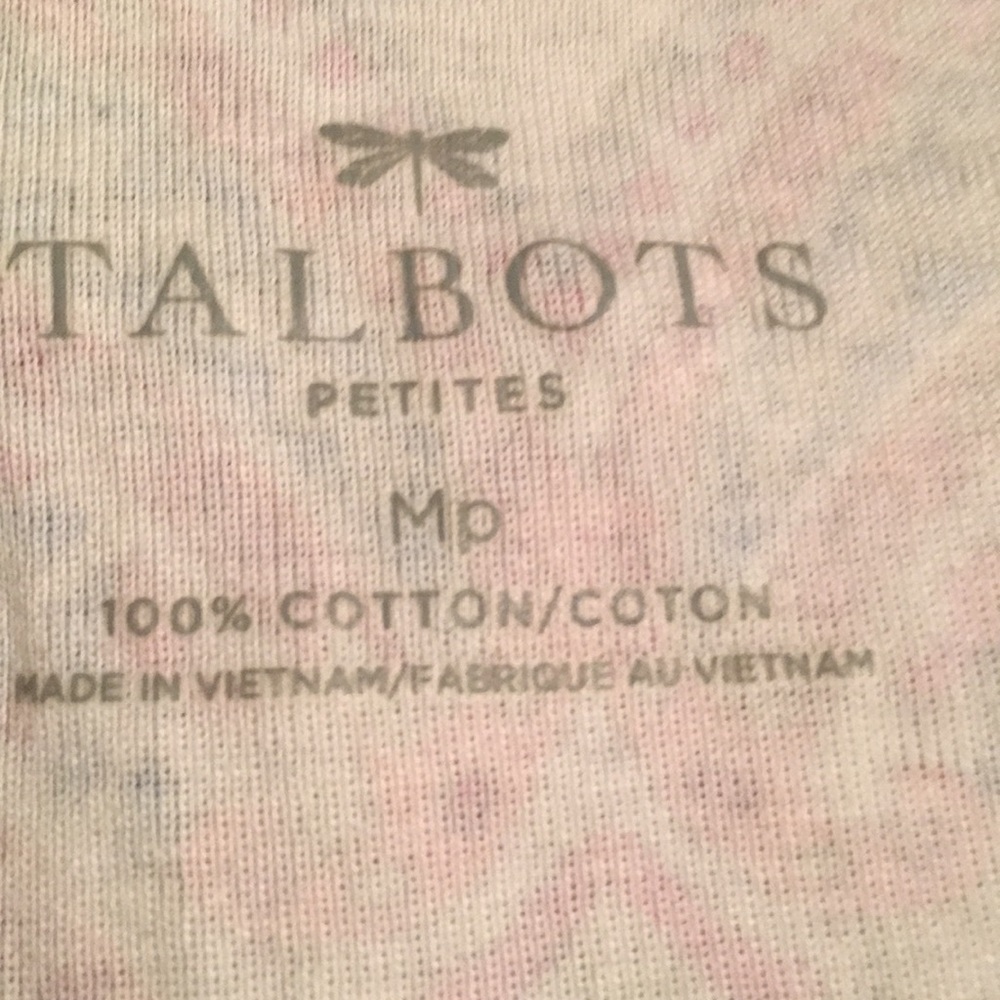 TALBOTS
PETITES
Mp
100% COTTON/COTON
MADE IN VIETNAM/FABRIQUE AU VIETNAM